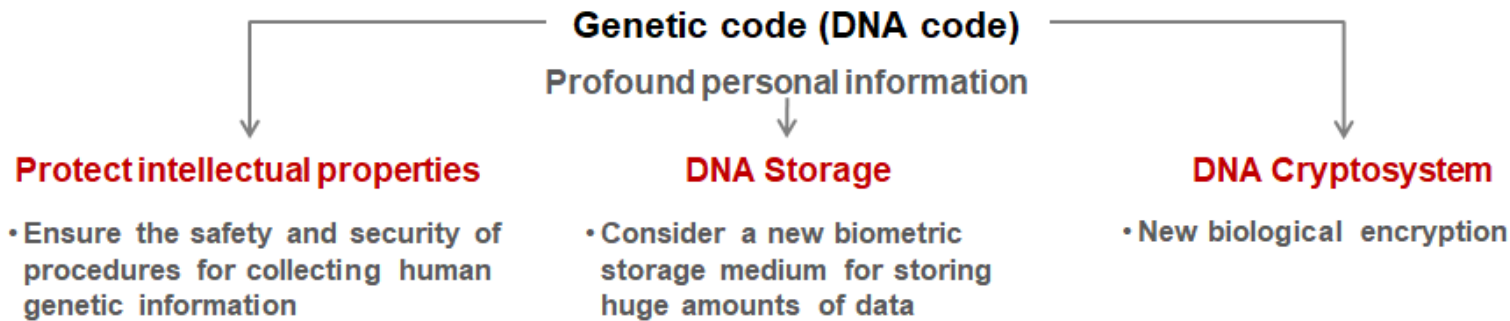 Genetic code (DNA code)
Profound personal information
Protect intellectual properties
• Ensure the safety and security of
procedures for collecting human
genetic information
DNA Storage
• Consider a new biometric
storage medium for storing
huge amounts of data
DNA Cryptosystem
• New biological encryption